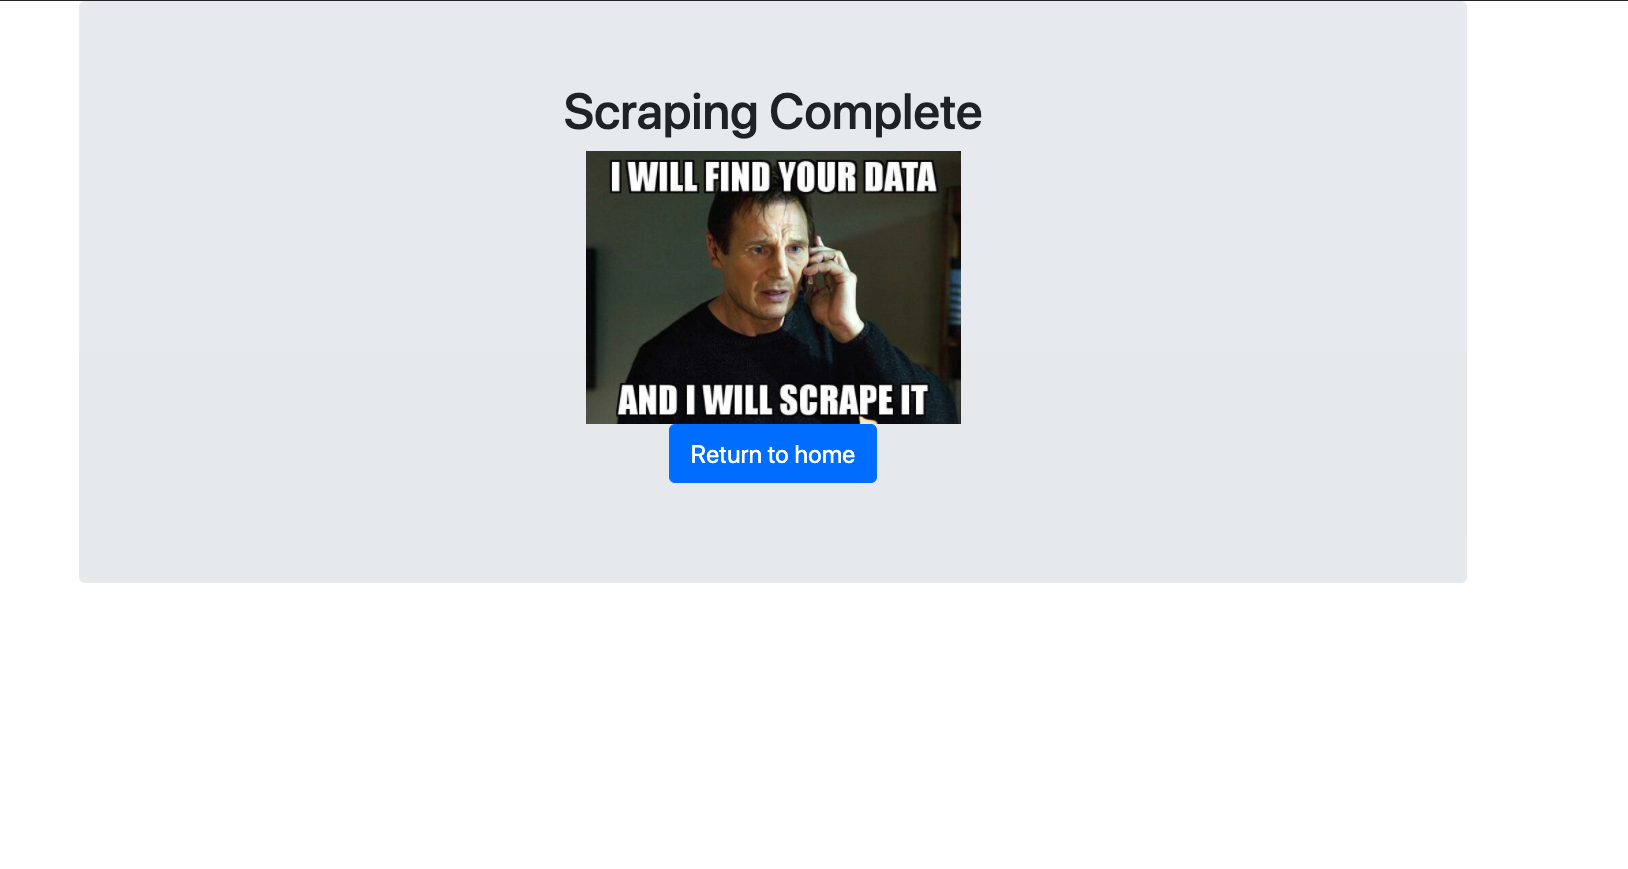 Scraping Complete
I WILL FIND YOUR DATA
AND I WILL SCRAPE IT
Return to home